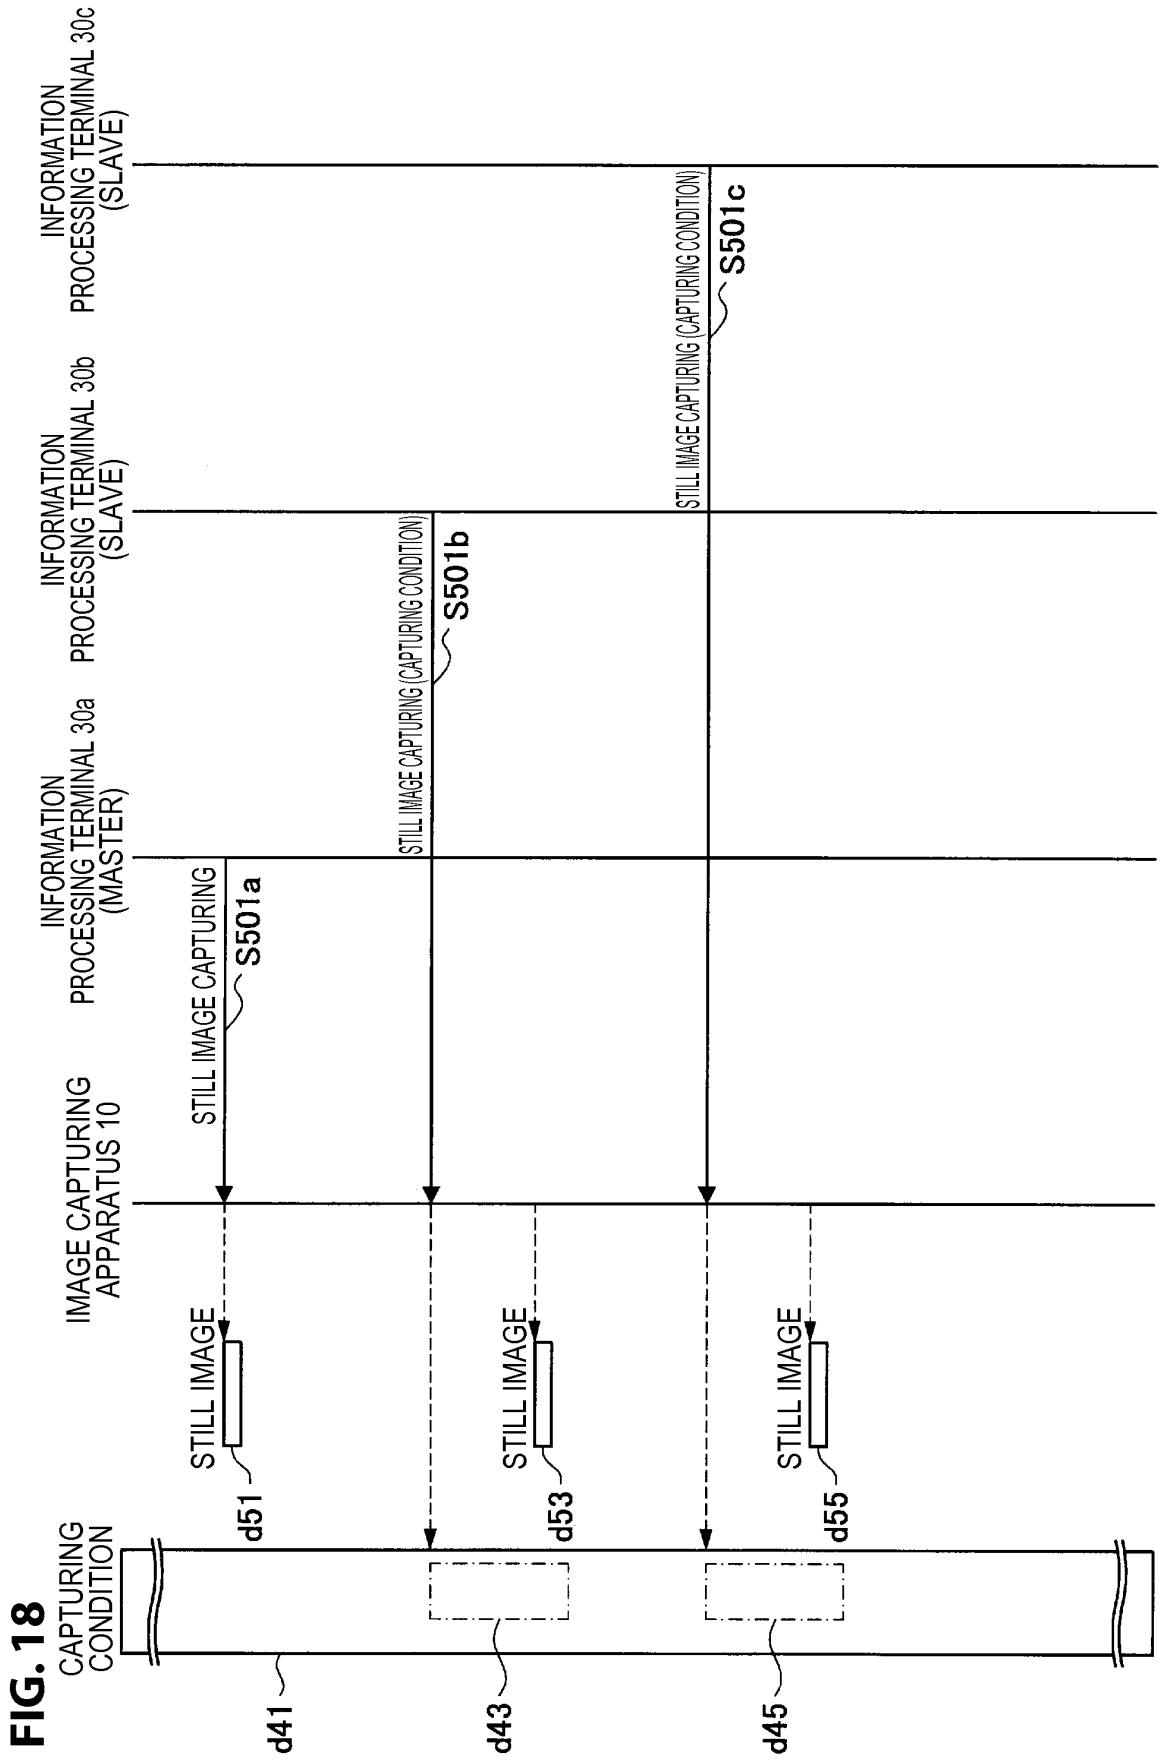 FIG. 18
CAPTURING
CONDITION
IMAGE CAPTURING
APPARATUS 10
INFORMATION
PROCESSING TERMINAL 30a
(MASTER)
INFORMATION
PROCESSING TERMINAL 30b
(SLAVE)
INFORMATION
PROCESSING TERMINAL 30c
(SLAVE)
d41
STILL IMAGE
d51
STILL IMAGE CAPTURING
S501a
STILL IMAGE CAPTURING (CAPTURING CONDITION)
S501b
d43
STILL IMAGE
d53
STILL IMAGE CAPTURING (CAPTURING CONDITION)
S501c
d45
STILL IMAGE
d55